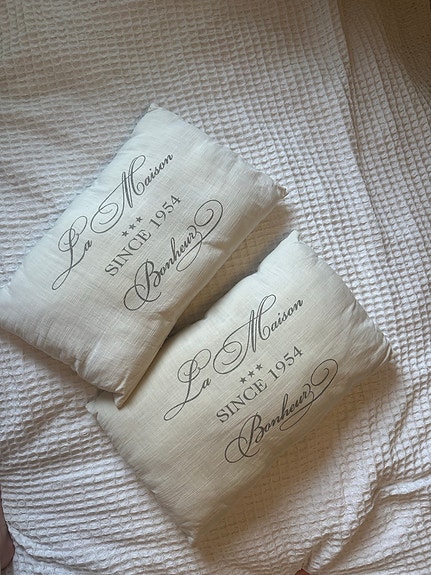 La Maison
★★★
SINCE 1954
Bonheur
La Maison
★★★
SINCE 1954
Bonheur